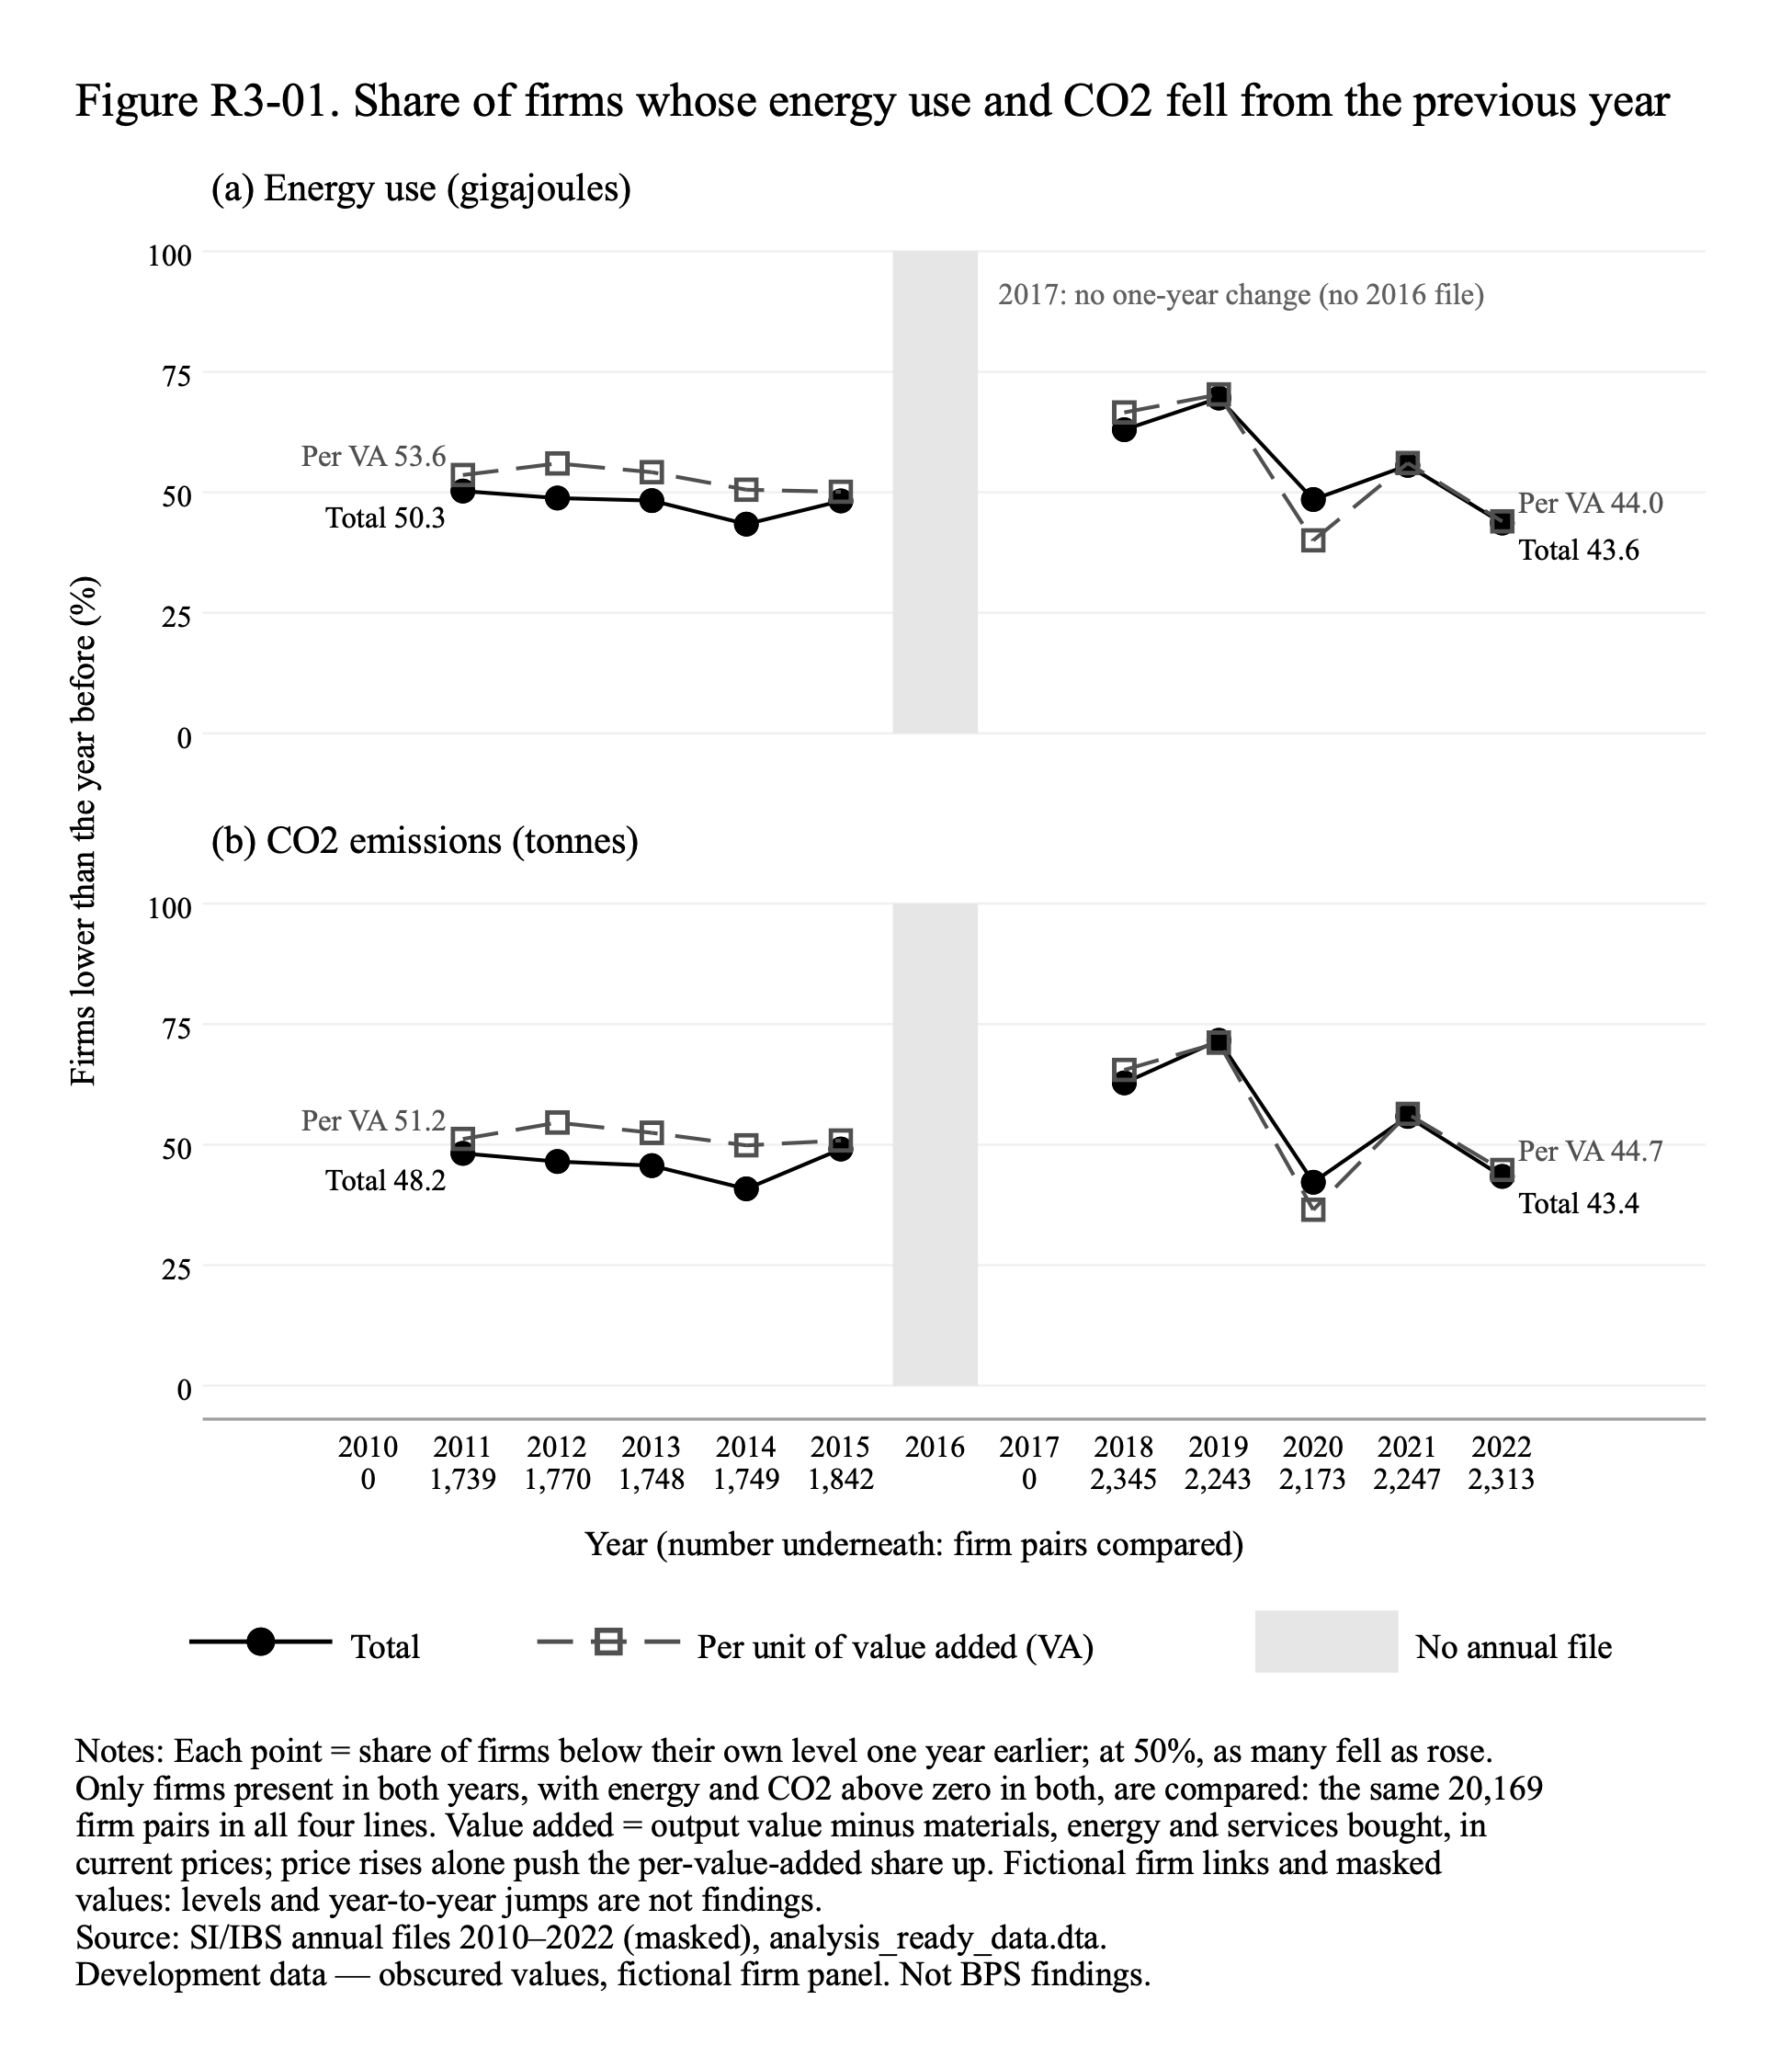 Figure R3-01. Share of firms whose energy use and CO2 fell from the previous year
(a) Energy use (gigajoules)
100
75
50
25
0
2017: no one-year change (no 2016 file)
Per VA 53.6
Total 50.3
Per VA 44.0
Total 43.6
Firms lower than the year before (%)
(b) CO2 emissions (tonnes)
100
75
50
25
0
Per VA 51.2
Total 48.2
Per VA 44.7
Total 43.4
2010 2011 2012 2013 2014 2015 2016 2017 2018 2019 2020 2021 2022
0 1,739 1,770 1,748 1,749 1,842 0 2,345 2,243 2,173 2,247 2,313
Year (number underneath: firm pairs compared)
Total
Per unit of value added (VA)
No annual file
Notes: Each point = share of firms below their own level one year earlier; at 50%, as many fell as rose.
Only firms present in both years, with energy and CO2 above zero in both, are compared: the same 20,169
firm pairs in all four lines. Value added = output value minus materials, energy and services bought, in
current prices; price rises alone push the per-value-added share up. Fictional firm links and masked
values: levels and year-to-year jumps are not findings.
Source: SI/IBS annual files 2010–2022 (masked), analysis_ready_data.dta.
Development data — obscured values, fictional firm panel. Not BPS findings.